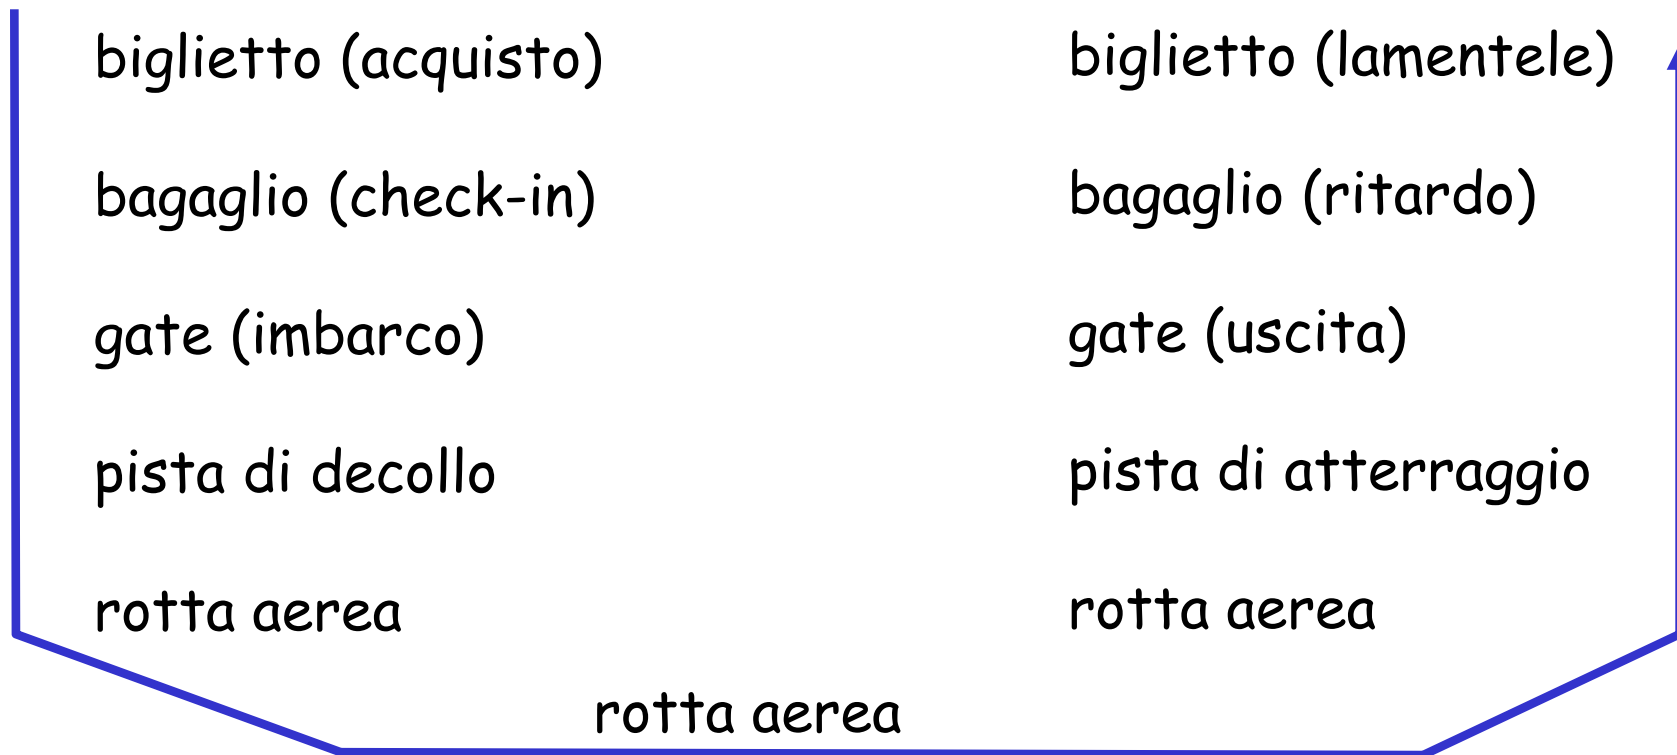 biglietto (acquisto)
bagaglio (check-in)
gate (imbarco)
pista di decollo
rotta aerea
biglietto (lamentele)
bagaglio (ritardo)
gate (uscita)
pista di atterraggio
rotta aerea
rotta aerea